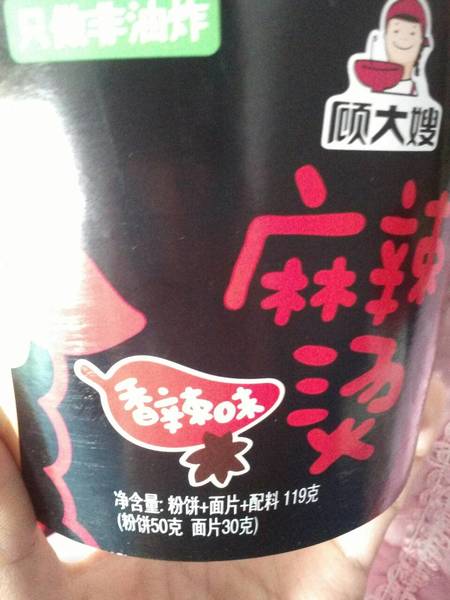 只做非油炸
顾大嫂
麻辣
烫
香辣味
净含量: 粉饼+面片+配料 119克
(粉饼50克 面片30克)